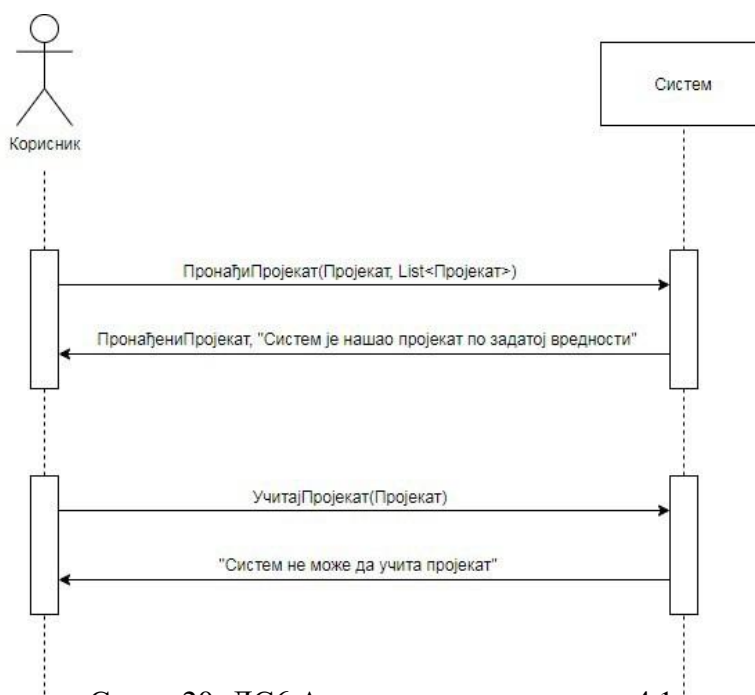 Корисник
Систем
ПронађиПројекат(Пројекат, List<Пројекат>)
ПронађениПројекат, "Систем је нашао пројекат по задатој вредности"
УчитајПројекат(Пројекат)
"Систем не може да учита пројекат"